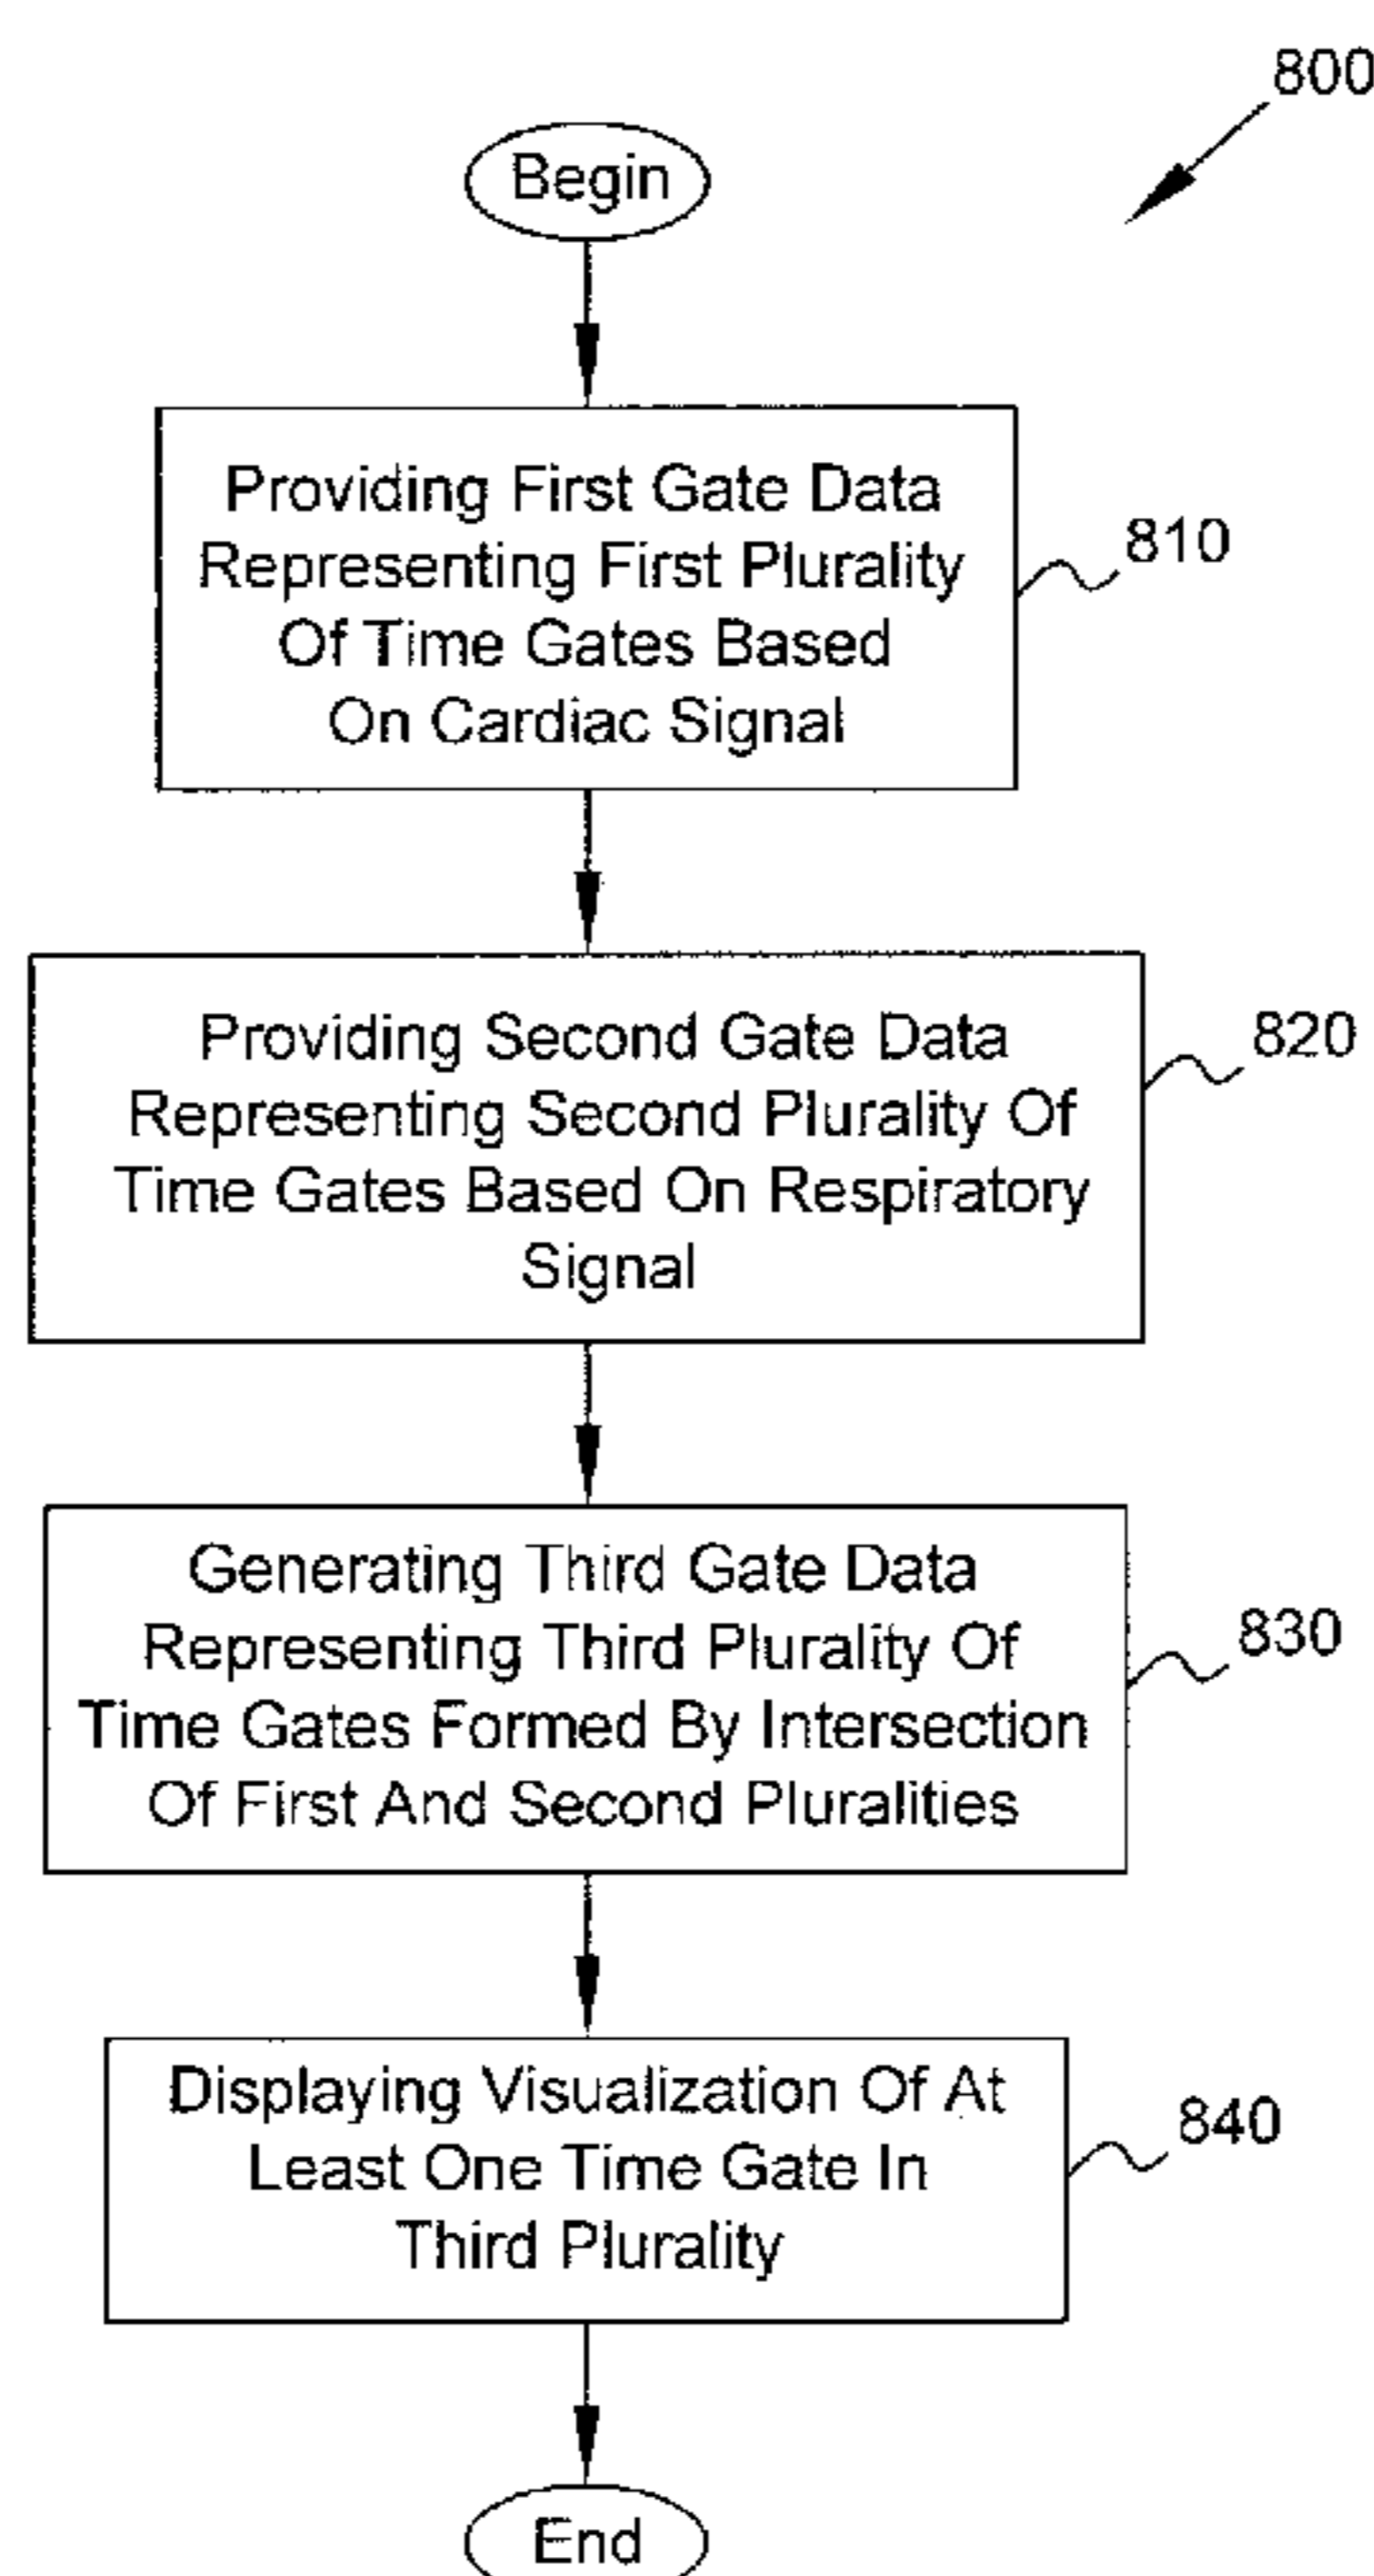 800
Begin
Providing First Gate Data
Representing First Plurality
Of Time Gates Based
On Cardiac Signal
810
Providing Second Gate Data
Representing Second Plurality Of
Time Gates Based On Respiratory
Signal
820
Generating Third Gate Data
Representing Third Plurality Of
Time Gates Formed By Intersection
Of First And Second Pluralities
830
Displaying Visualization Of At
Least One Time Gate In
Third Plurality
840
End